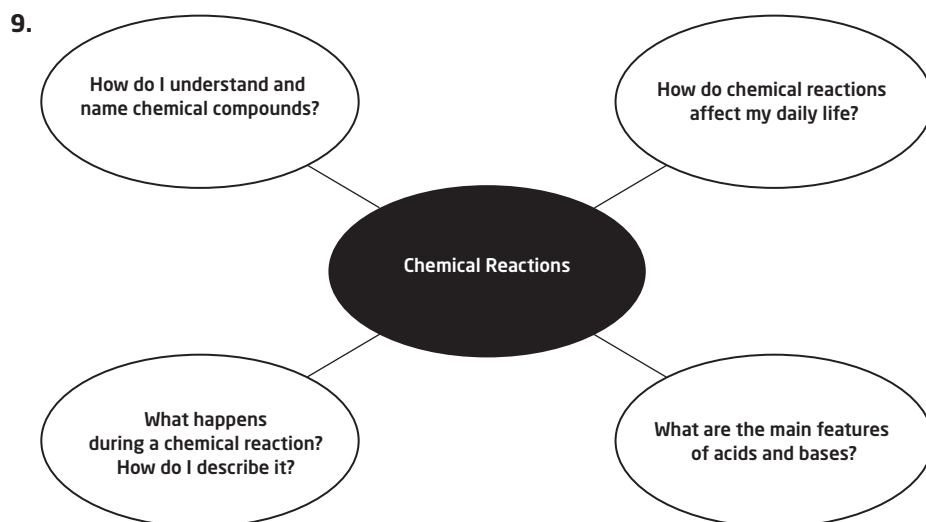 9.
How do I understand and
name chemical compounds?
How do chemical reactions
affect my daily life?
Chemical Reactions
What happens
during a chemical reaction?
How do I describe it?
What are the main features
of acids and bases?